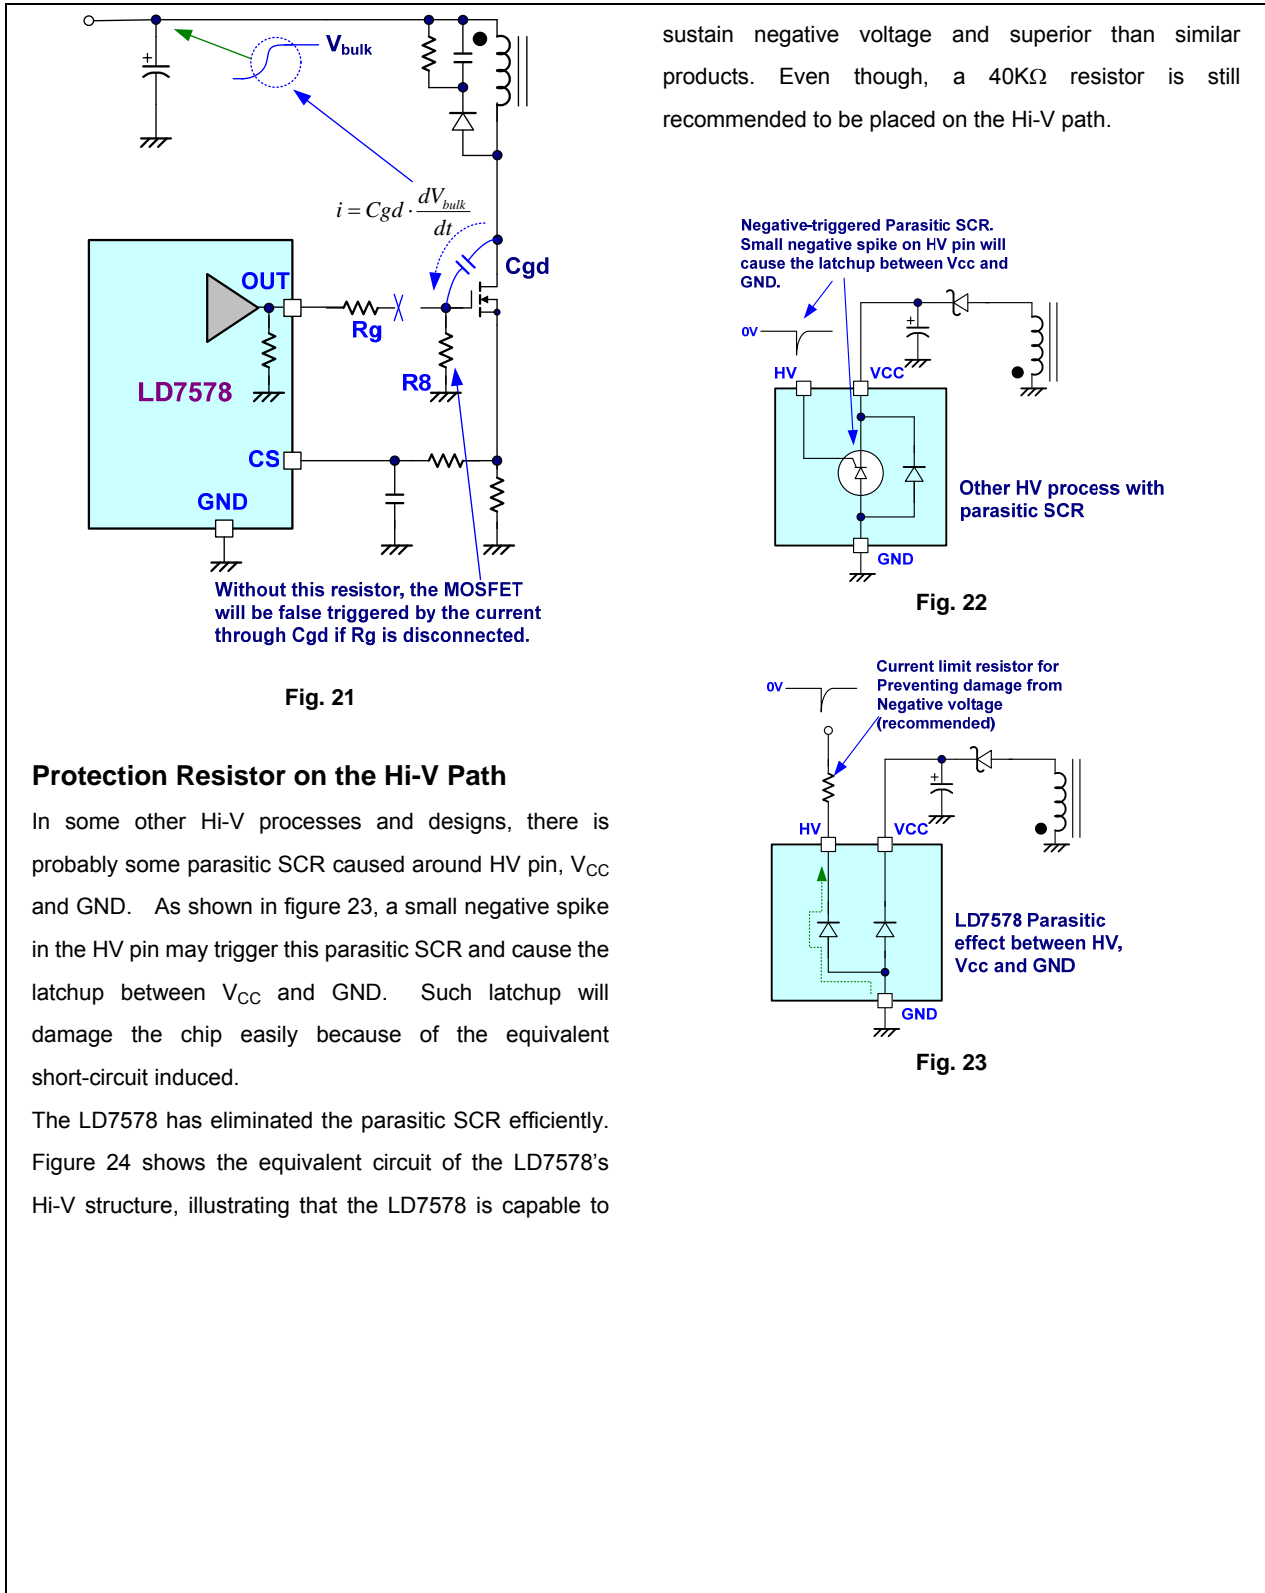 V_bulk
i = Cgd · dV_bulk/dt
Cgd
OUT
Rg
R8
LD7578
CS
GND
Without this resistor, the MOSFET
will be false triggered by the current
through Cgd if Rg is disconnected.
Fig. 21
Protection Resistor on the Hi-V Path
In some other Hi-V processes and designs, there is
probably some parasitic SCR caused around HV pin, V_CC
and GND. As shown in figure 23, a small negative spike
in the HV pin may trigger this parasitic SCR and cause the
latchup between V_CC and GND. Such latchup will
damage the chip easily because of the equivalent
short-circuit induced.
The LD7578 has eliminated the parasitic SCR efficiently.
Figure 24 shows the equivalent circuit of the LD7578's
Hi-V structure, illustrating that the LD7578 is capable to
sustain negative voltage and superior than similar
products. Even though, a 40KΩ resistor is still
recommended to be placed on the Hi-V path.
Negative-triggered Parasitic SCR.
Small negative spike on HV pin will
cause the latchup between Vcc and
GND.
0V
HV
VCC
Other HV process with
parasitic SCR
GND
Fig. 22
Current limit resistor for
Preventing damage from
Negative voltage
(recommended)
0V
HV
VCC
LD7578 Parasitic
effect between HV,
Vcc and GND
GND
Fig. 23